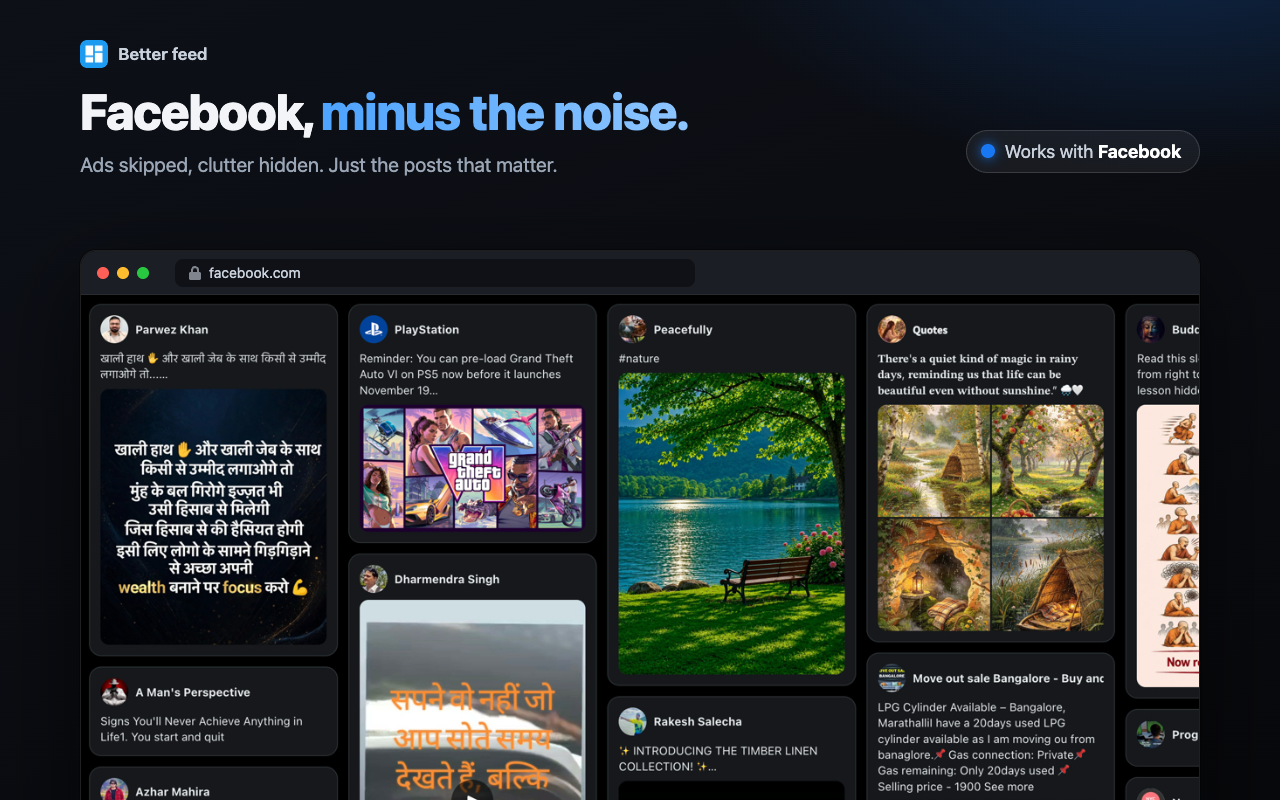 Better feed
Facebook, minus the noise.
Ads skipped, clutter hidden. Just the posts that matter.
Works with Facebook
facebook.com
Parwez Khan
खाली हाथ ✋ और खाली जेब के साथ किसी से उम्मीद
लगाओगे तो......
खाली हाथ ✋ और खाली जेब के साथ
किसी से उम्मीद लगाओगे तो
मुंह के बल गिरोगे इज्ज़त भी
उसी हिसाब से मिलेगी
जिस हिसाब से की हैसियत होगी
इसी लिए लोगो के सामने गिड़गिड़ाने .
से अच्छा अपनी
wealth बनाने पर focus करो 💪
A Man's Perspective
Signs You'll Never Achieve Anything in
Life1. You start and quit
Azhar Mahira
PlayStation
Reminder: You can pre-load Grand Theft
Auto VI on PS5 now before it launches
November 19...
grand
theft
auto
VI
Dharmendra Singh
सपने वो नहीं जो
आप सोते समय
देखते हैं, बल्कि
Peacefully
#nature
Rakesh Salecha
✨ INTRODUCING THE TIMBER LINEN
COLLECTION! ✨...
Quotes
There's a quiet kind of magic in rainy
days, reminding us that life can be
beautiful even without sunshine." 🌧️🤍
Move out sale Bangalore - Buy and
LPG Cylinder Available – Bangalore,
Marathallil have a 20days used LPG
cylinder available as I am moving ou from
banaglore.📌 Gas connection: Private📌
Gas remaining: Only 20days used 📌
Selling price - 1900 See more
Budd
Read this sl
from right to
lesson hidd
Now r
Prog